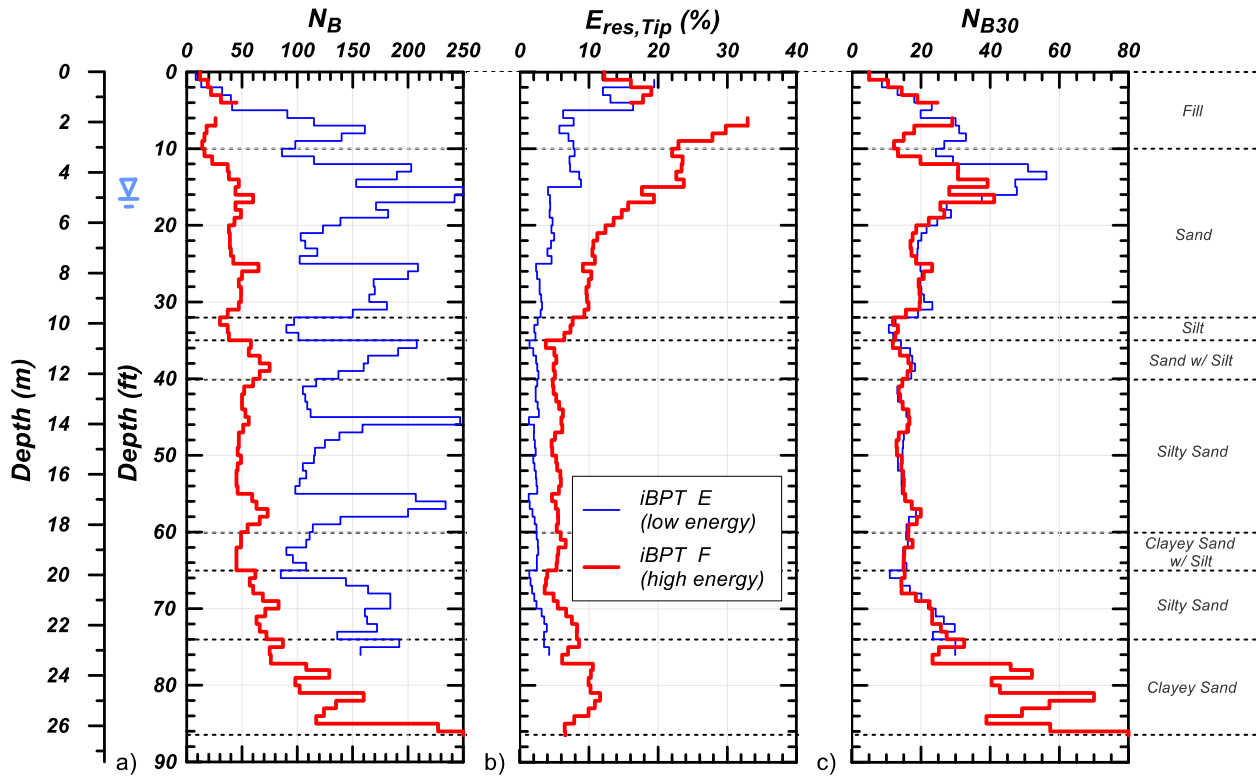 N_B
E_res,Tip (%)
N_B30
0 50 100 150 200 250
0 10 20 30 40
0 20 40 60 80
Depth (m)
0
2
4
6
8
10
12
14
16
18
20
22
24
26
Depth (ft)
0
10
20
30
40
50
60
70
80
90
Fill
Sand
Silt
Sand w/ Silt
Silty Sand
Clayey Sand
w/ Silt
Silty Sand
Clayey Sand
iBPT E
(low energy)
iBPT F
(high energy)
a)
b)
c)